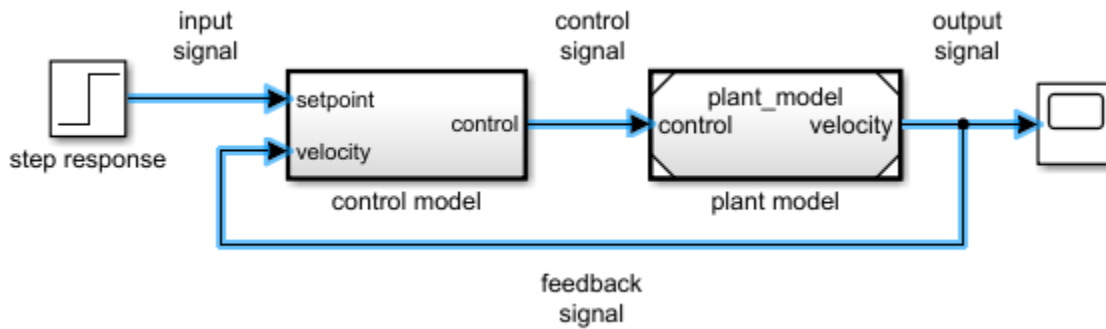 input
signal
control
signal
output
signal
setpoint
velocity
control
plant_model
control
velocity
step response
control model
plant model
feedback
signal